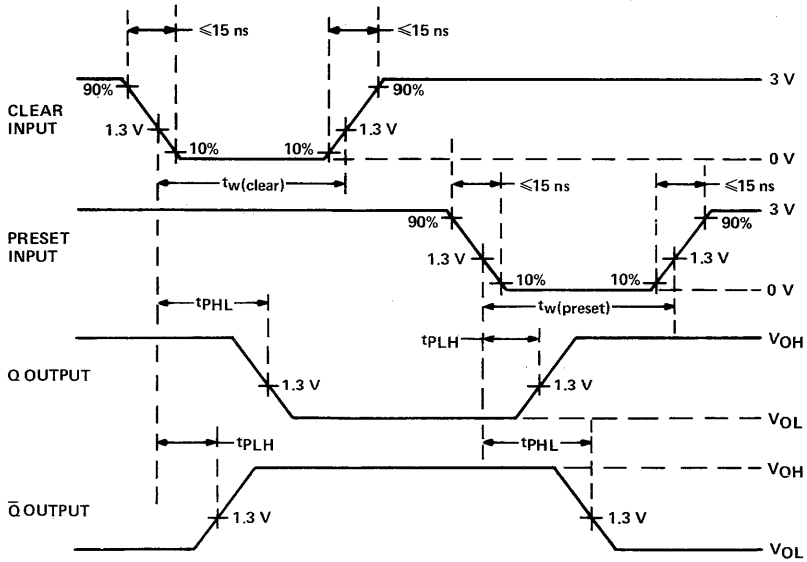 ≤15 ns ≤15 ns
90% 90% 3 V
CLEAR
INPUT
1.3 V 1.3 V
10% 10% 0 V
tw(clear) ≤15 ns ≤15 ns
3 V
90% 90%
PRESET
INPUT
1.3 V 1.3 V
10% 10% 0 V
tPHL tw(preset)
tPLH VOH
Q OUTPUT 1.3 V 1.3 V
VOL
tPLH tPHL
VOH
Q̄ OUTPUT 1.3 V 1.3 V
VOL